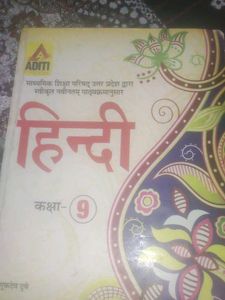 ADITI
माध्यमिक शिक्षा परिषद् उत्तर प्रदेश द्वारा
स्वीकृत नवीनतम् पाठ्यक्रमानुसार
हिन्दी
कक्षा- 9
दूबे